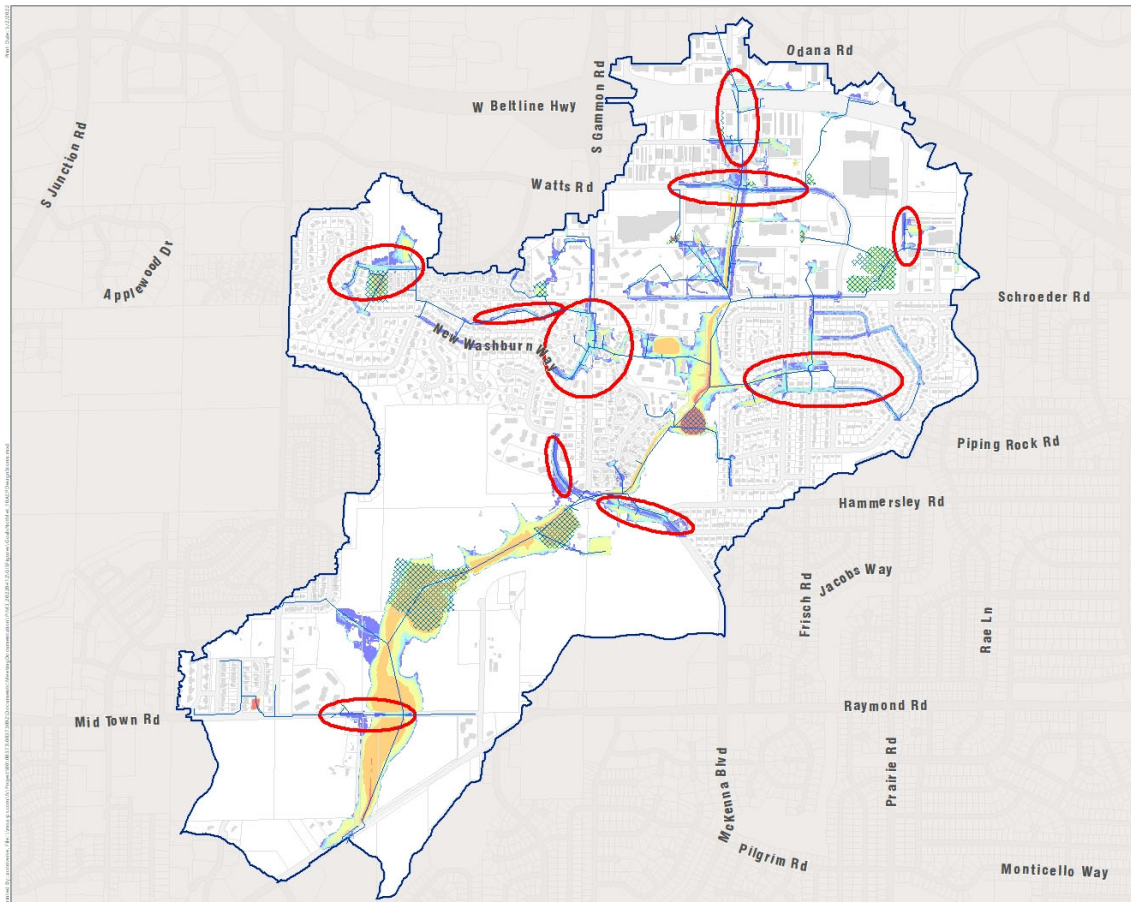 Odana Rd
W Beltline Hwy
S Gammon Rd
S Junction Rd
Watts Rd
Applewood Dr
Schroeder Rd
New Washburn Way
Piping Rock Rd
Hammersley Rd
Jacobs Way
Frisch Rd
Rae Ln
Mid Town Rd
Raymond Rd
Prairie Rd
McKenna Blvd
Pilgrim Rd
Monticello Way